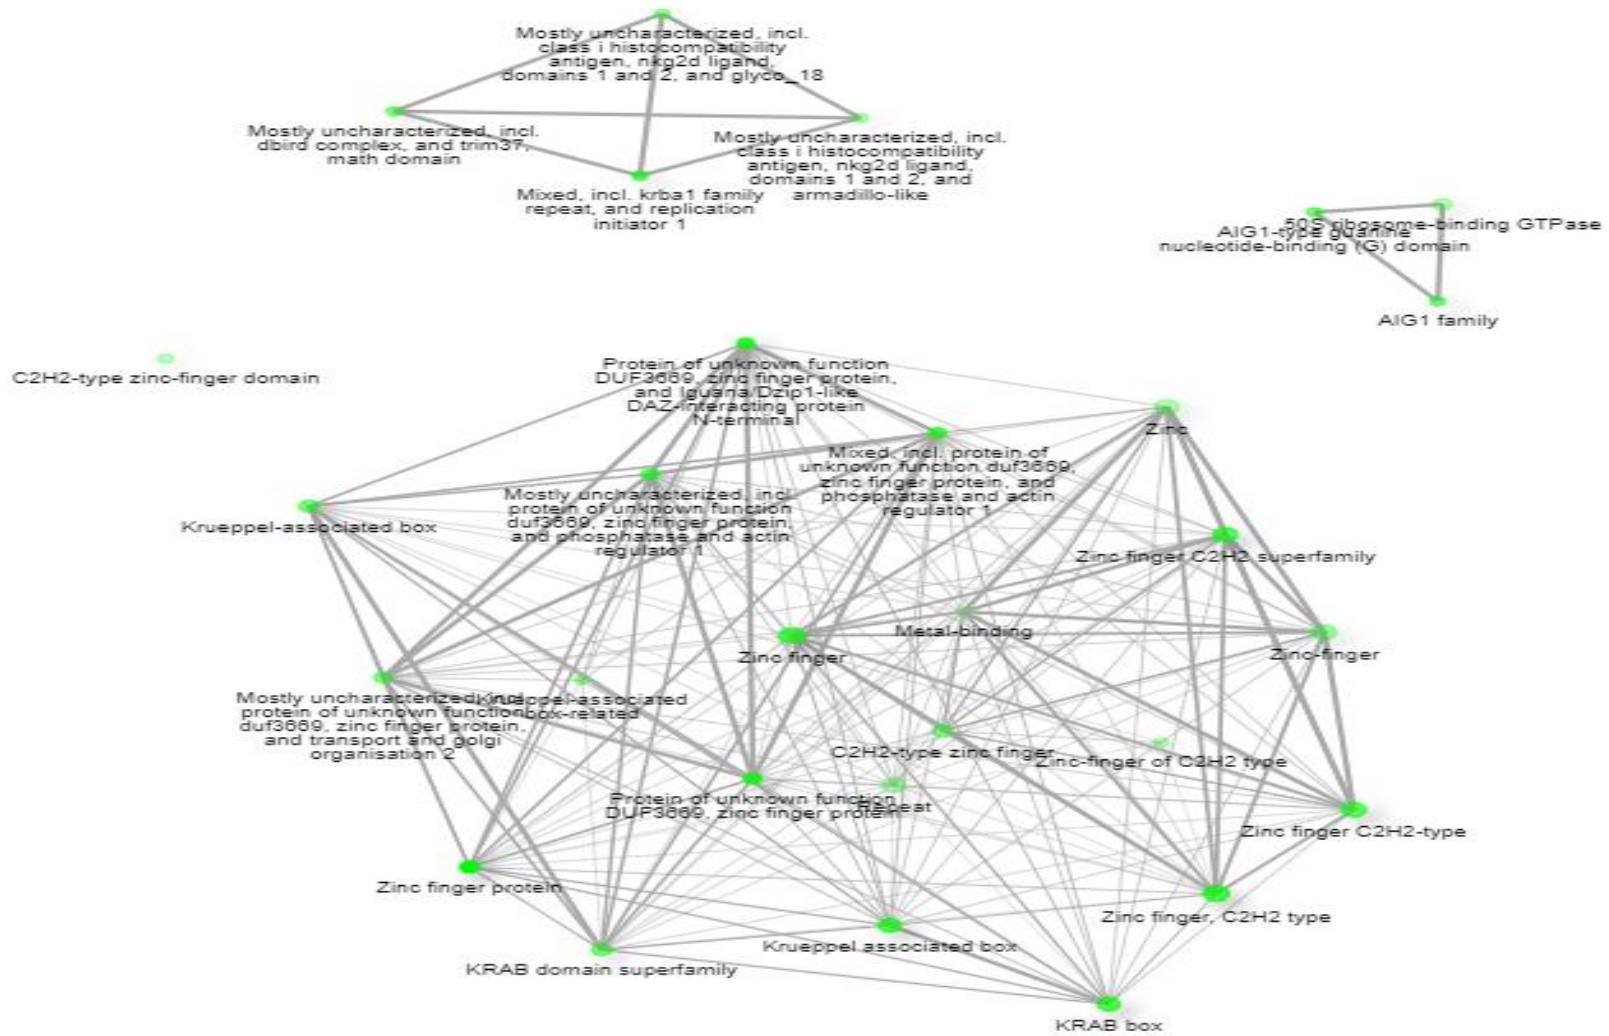 Mostly uncharacterized, incl.
class i histocompatibility
antigen, nkg2d ligand,
domains 1 and 2, and glyco_18
Mostly uncharacterized, incl.
dbird complex, and trim37,
math domain
Mostly uncharacterized, incl.
class i histocompatibility
antigen, nkg2d ligand,
domains 1 and 2, and
armadillo-like
Mixed, incl. krba1 family
repeat, and replication
initiator 1
50S ribosome-binding GTPase
AIG1-type guanine
nucleotide-binding (G) domain
AIG1 family
C2H2-type zinc-finger domain
Protein of unknown function
DUF3669, zinc finger protein,
and Iguana/Dzip1-like
DAZ-interacting protein
N-terminal
Zinc
Mixed, incl. protein of
unknown function duf3669,
zinc finger protein, and
phosphatase and actin
regulator 1
Mostly uncharacterized, incl.
protein of unknown function
duf3669, zinc finger protein,
and phosphatase and actin
regulator 1
Krueppel-associated box
Zinc finger C2H2 superfamily
Metal-binding
Zinc finger
Zinc-finger
Mostly uncharacterized, incl.
protein of unknown function
duf3669, zinc finger protein,
and transport and golgi
organisation 2
Krueppel-associated
box-related
C2H2-type zinc finger
Zinc-finger of C2H2 type
Protein of unknown function
DUF3669, zinc finger protein
Repeat
Zinc finger C2H2-type
Zinc finger protein
Zinc finger, C2H2 type
Krueppel associated box
KRAB domain superfamily
KRAB box